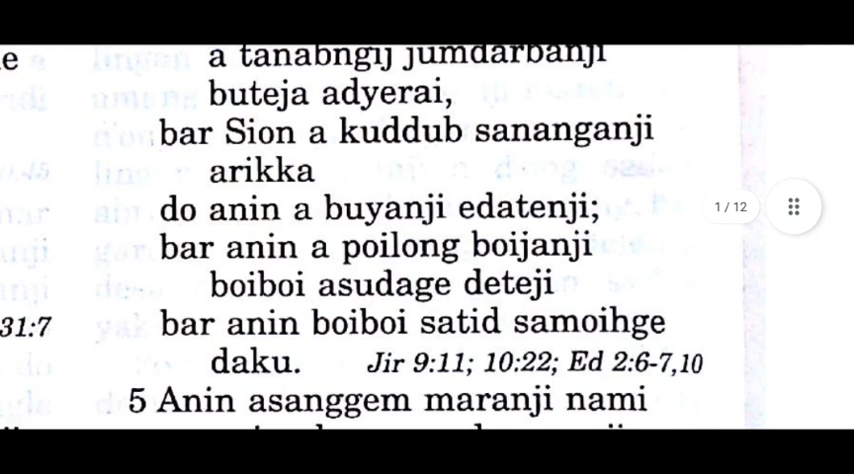 e
a tanabngij jumdarbanji
buteja adyerai,
bar Sion a kuddub sananganji
arikka
do anin a buyanji edatenji;
bar anin a poilong boijanji
boiboi asudage deteji
31:7
bar anin boiboi satid samoihge
daku. Jir 9:11; 10:22; Ed 2:6-7,10
5 Anin asanggem maranji nami
1 / 12